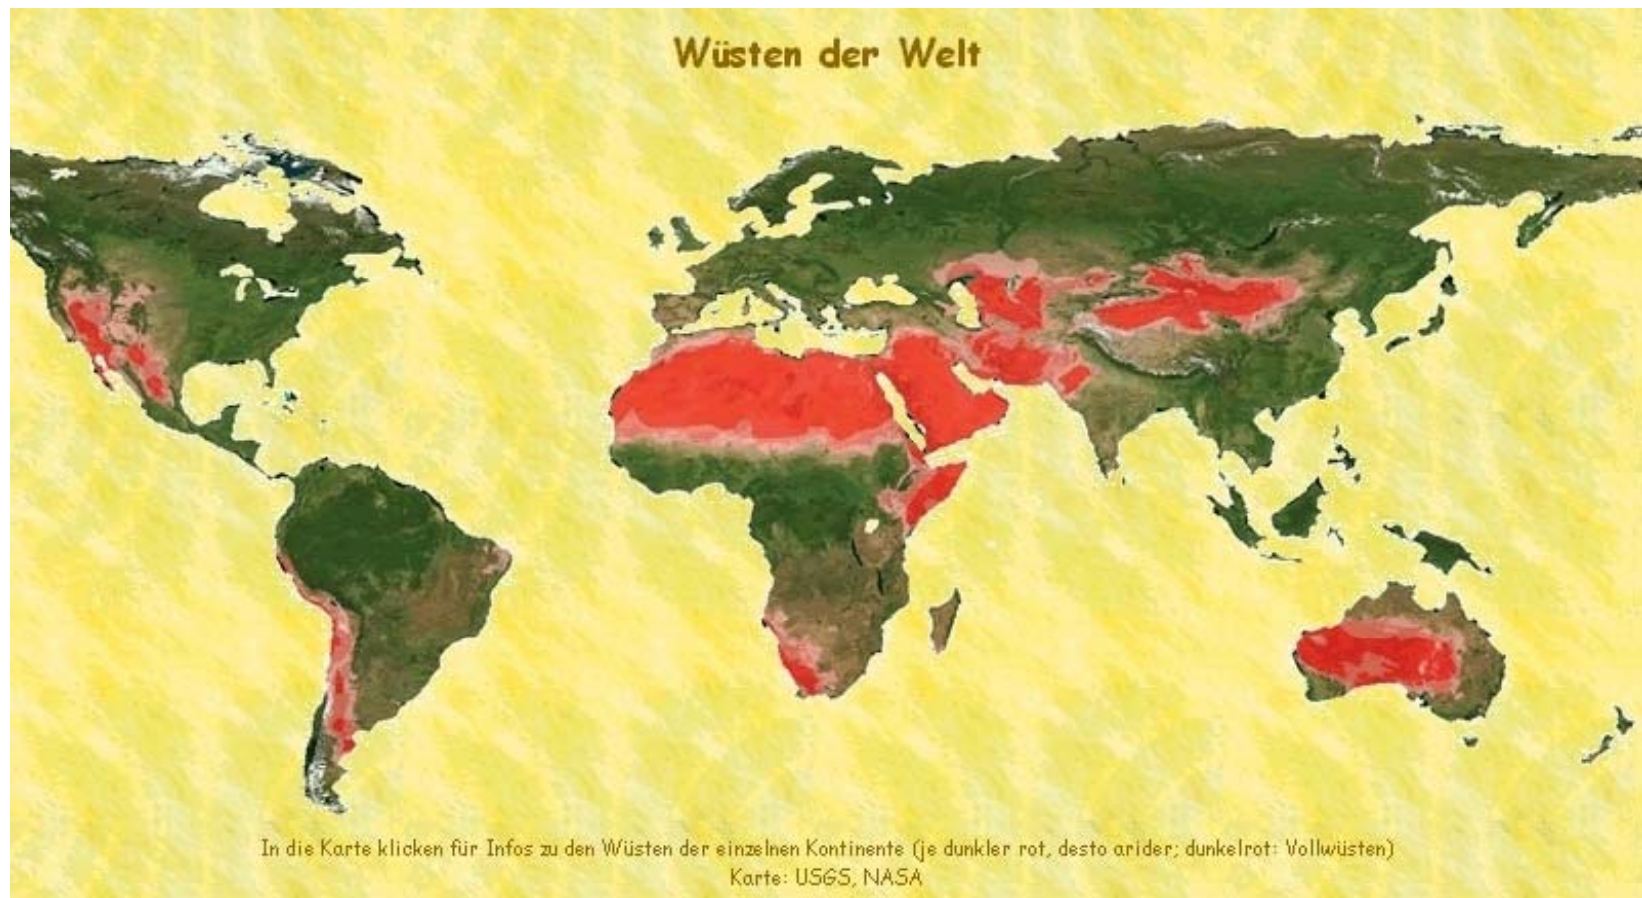 Wüsten der Welt
In die Karte klicken für Infos zu den Wüsten der einzelnen Kontinente (je dunkler rot, desto arider; dunkelrot: Vollwüsten)
Karte: USGS, NASA